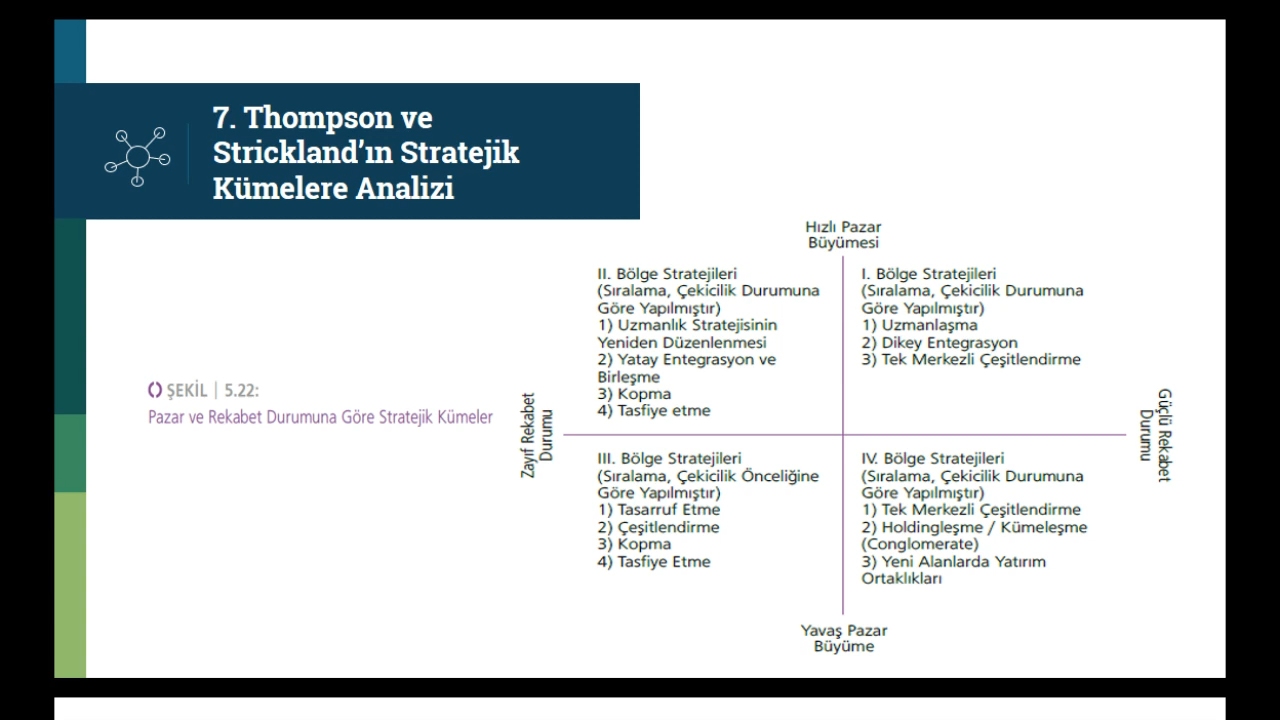 7. Thompson ve
Strickland’ın Stratejik
Kümelere Analizi
Hızlı Pazar
Büyümesi
II. Bölge Stratejileri
(Sıralama, Çekicilik Durumuna
Göre Yapılmıştır)
1) Uzmanlık Stratejisinin
Yeniden Düzenlenmesi
2) Yatay Entegrasyon ve
Birleşme
3) Kopma
4) Tasfiye etme
I. Bölge Stratejileri
(Sıralama, Çekicilik Durumuna
Göre Yapılmıştır)
1) Uzmanlaşma
2) Dikey Entegrasyon
3) Tek Merkezli Çeşitlendirme
ŞEKİL | 5.22:
Pazar ve Rekabet Durumuna Göre Stratejik Kümeler
Zayıf Rekabet
Durumu
Güçlü Rekabet
Durumu
III. Bölge Stratejileri
(Sıralama, Çekicilik Önceliğine
Göre Yapılmıştır)
1) Tasarruf Etme
2) Çeşitlendirme
3) Kopma
4) Tasfiye Etme
IV. Bölge Stratejileri
(Sıralama, Çekicilik Durumuna
Göre Yapılmıştır)
1) Tek Merkezli Çeşitlendirme
2) Holdingleşme / Kümeleşme
(Conglomerate)
3) Yeni Alanlarda Yatırım
Ortaklıkları
Yavaş Pazar
Büyüme